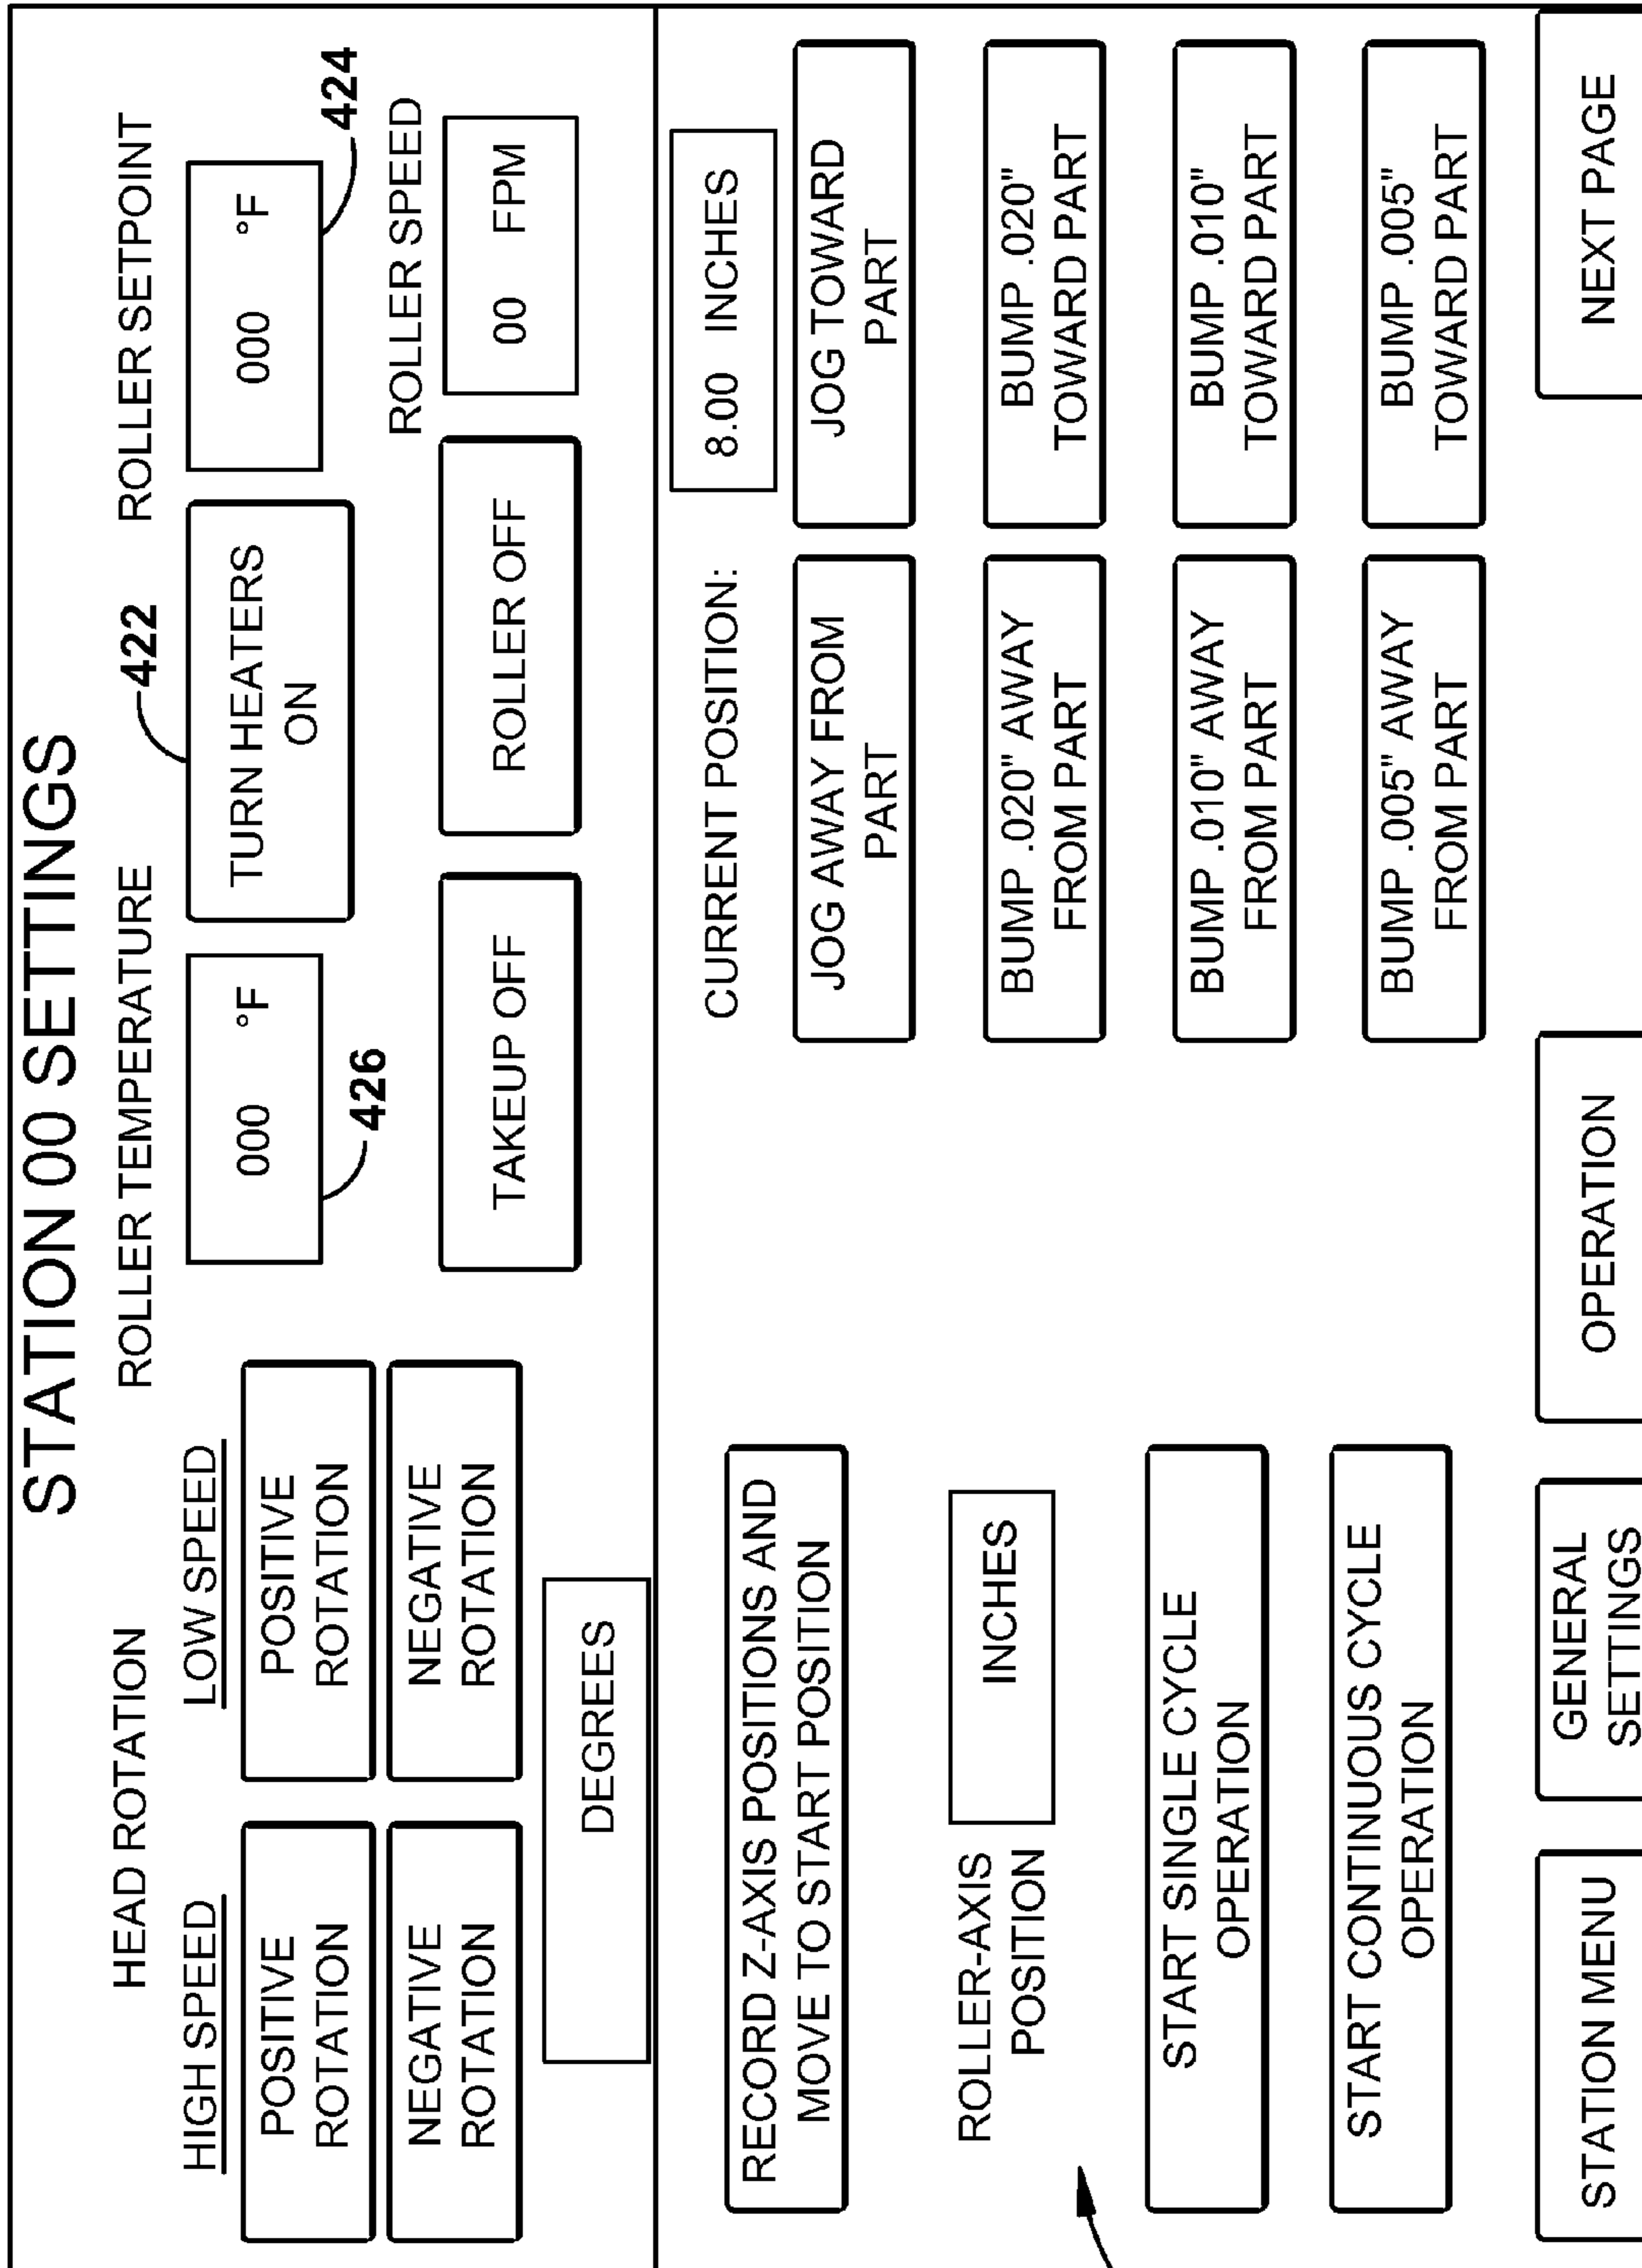 STATION 00 SETTINGS
HEAD ROTATION
HIGH SPEED
LOW SPEED
POSITIVE
ROTATION
POSITIVE
ROTATION
NEGATIVE
ROTATION
NEGATIVE
ROTATION
DEGREES
ROLLER TEMPERATURE
000 °F
426
422
TURN HEATERS
ON
ROLLER SETPOINT
000 °F
424
TAKEUP OFF
ROLLER OFF
ROLLER SPEED
00 FPM
RECORD Z-AXIS POSITIONS AND
MOVE TO START POSITION
ROLLER-AXIS
POSITION
INCHES
START SINGLE CYCLE
OPERATION
START CONTINUOUS CYCLE
OPERATION
CURRENT POSITION:
8.00 INCHES
JOG AWAY FROM
PART
JOG TOWARD
PART
BUMP .020" AWAY
FROM PART
BUMP .020"
TOWARD PART
BUMP .010" AWAY
FROM PART
BUMP .010"
TOWARD PART
BUMP .005" AWAY
FROM PART
BUMP .005"
TOWARD PART
STATION MENU
GENERAL
SETTINGS
OPERATION
NEXT PAGE